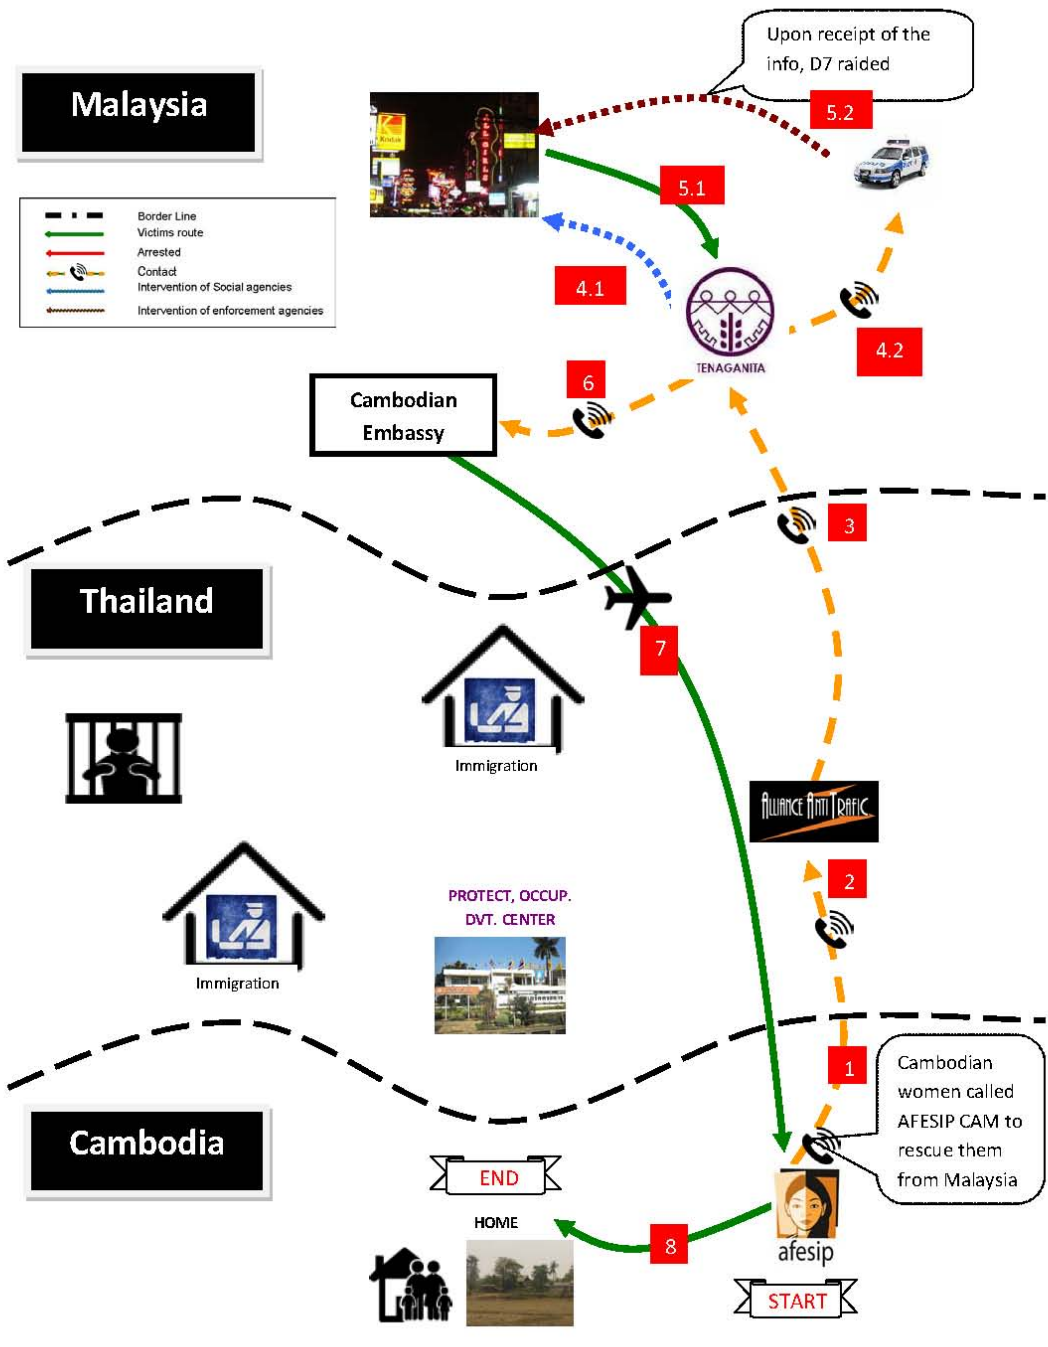 Upon receipt of the
info, D7 raided
5.2
Malaysia
Kodak
5.1
Border Line
Victims route
Arrested
Contact
Intervention of Social agencies
Intervention of enforcement agencies
4.1
4.2
TENAGANITA
6
Cambodian
Embassy
3
Thailand
7
Immigration
ALLIANCE ANTI TRAFIC
2
PROTECT, OCCUP.
DVT. CENTER
Immigration
1
Cambodian
women called
AFESIP CAM to
rescue them
from Malaysia
Cambodia
END
HOME
8
afesip
START